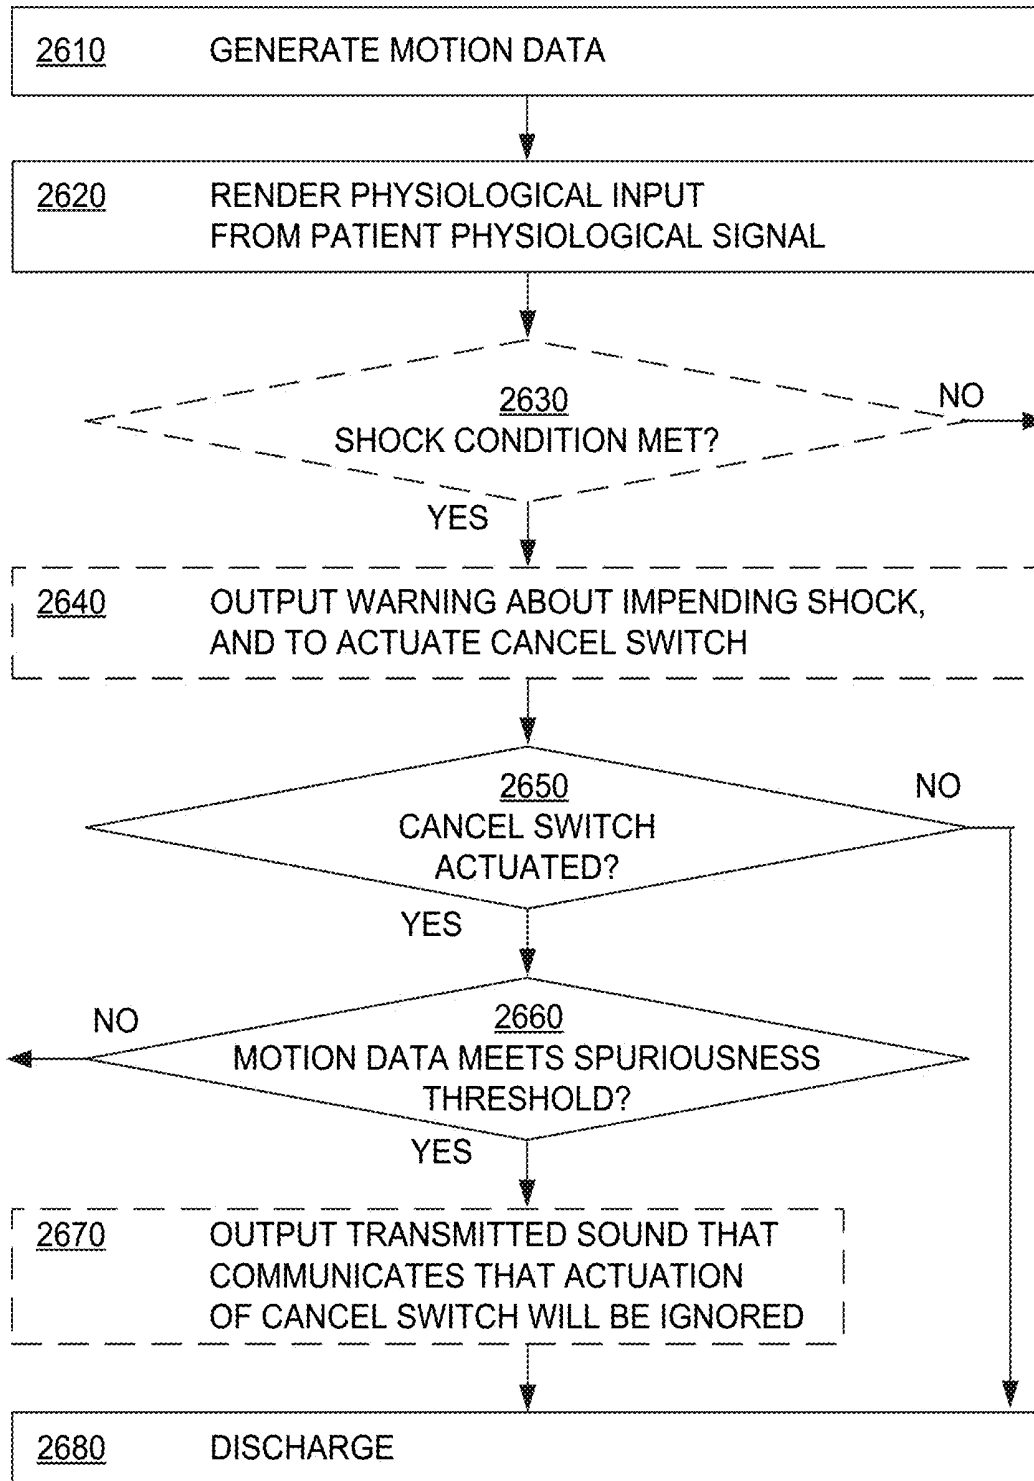 2610 GENERATE MOTION DATA
2620 RENDER PHYSIOLOGICAL INPUT
FROM PATIENT PHYSIOLOGICAL SIGNAL
2630
SHOCK CONDITION MET?
NO
YES
2640 OUTPUT WARNING ABOUT IMPENDING SHOCK,
AND TO ACTUATE CANCEL SWITCH
2650
CANCEL SWITCH
ACTUATED?
NO
YES
2660
MOTION DATA MEETS SPURIOUSNESS
THRESHOLD?
NO
YES
2670 OUTPUT TRANSMITTED SOUND THAT
COMMUNICATES THAT ACTUATION
OF CANCEL SWITCH WILL BE IGNORED
2680 DISCHARGE